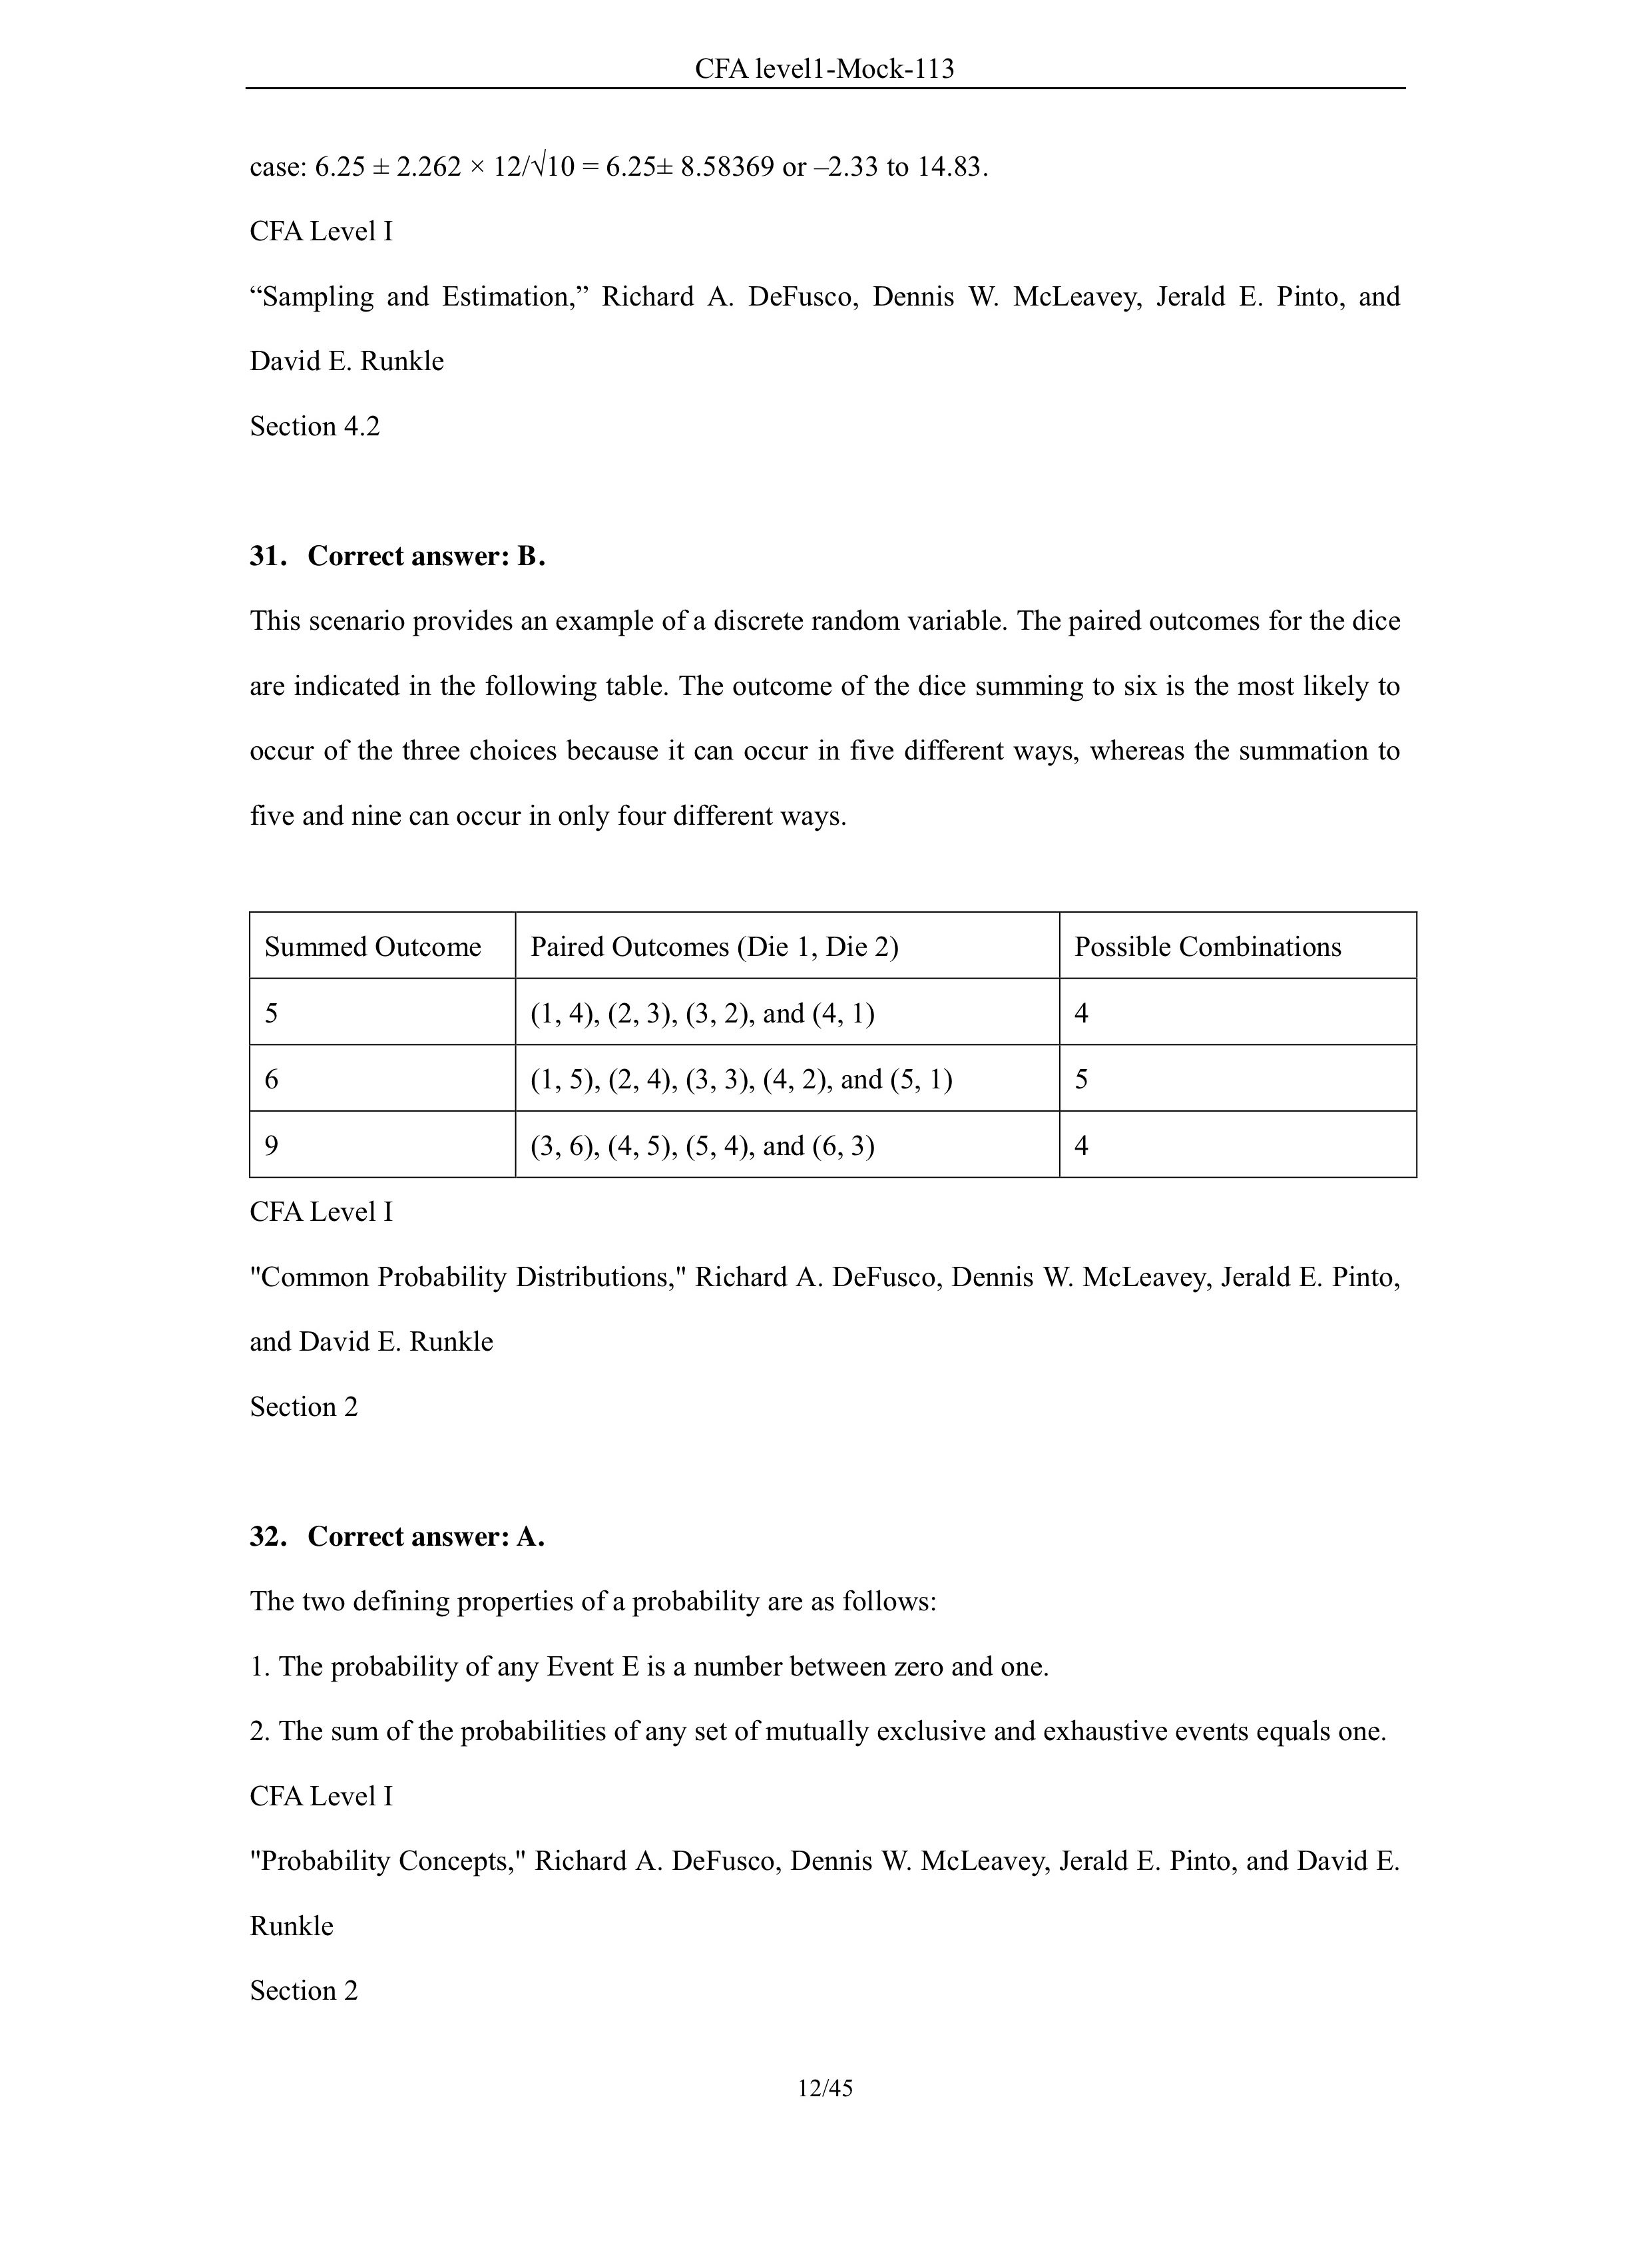 CFA level1-Mock-113
case: 6.25 ± 2.262 × 12/√10 = 6.25± 8.58369 or –2.33 to 14.83.
CFA Level I
“Sampling and Estimation,” Richard A. DeFusco, Dennis W. McLeavey, Jerald E. Pinto, and
David E. Runkle
Section 4.2
31. Correct answer: B.
This scenario provides an example of a discrete random variable. The paired outcomes for the dice
are indicated in the following table. The outcome of the dice summing to six is the most likely to
occur of the three choices because it can occur in five different ways, whereas the summation to
five and nine can occur in only four different ways.
Summed Outcome Paired Outcomes (Die 1, Die 2) Possible Combinations
5 (1, 4), (2, 3), (3, 2), and (4, 1) 4
6 (1, 5), (2, 4), (3, 3), (4, 2), and (5, 1) 5
9 (3, 6), (4, 5), (5, 4), and (6, 3) 4
CFA Level I
"Common Probability Distributions," Richard A. DeFusco, Dennis W. McLeavey, Jerald E. Pinto,
and David E. Runkle
Section 2
32. Correct answer: A.
The two defining properties of a probability are as follows:
1. The probability of any Event E is a number between zero and one.
2. The sum of the probabilities of any set of mutually exclusive and exhaustive events equals one.
CFA Level I
"Probability Concepts," Richard A. DeFusco, Dennis W. McLeavey, Jerald E. Pinto, and David E.
Runkle
Section 2
12/45